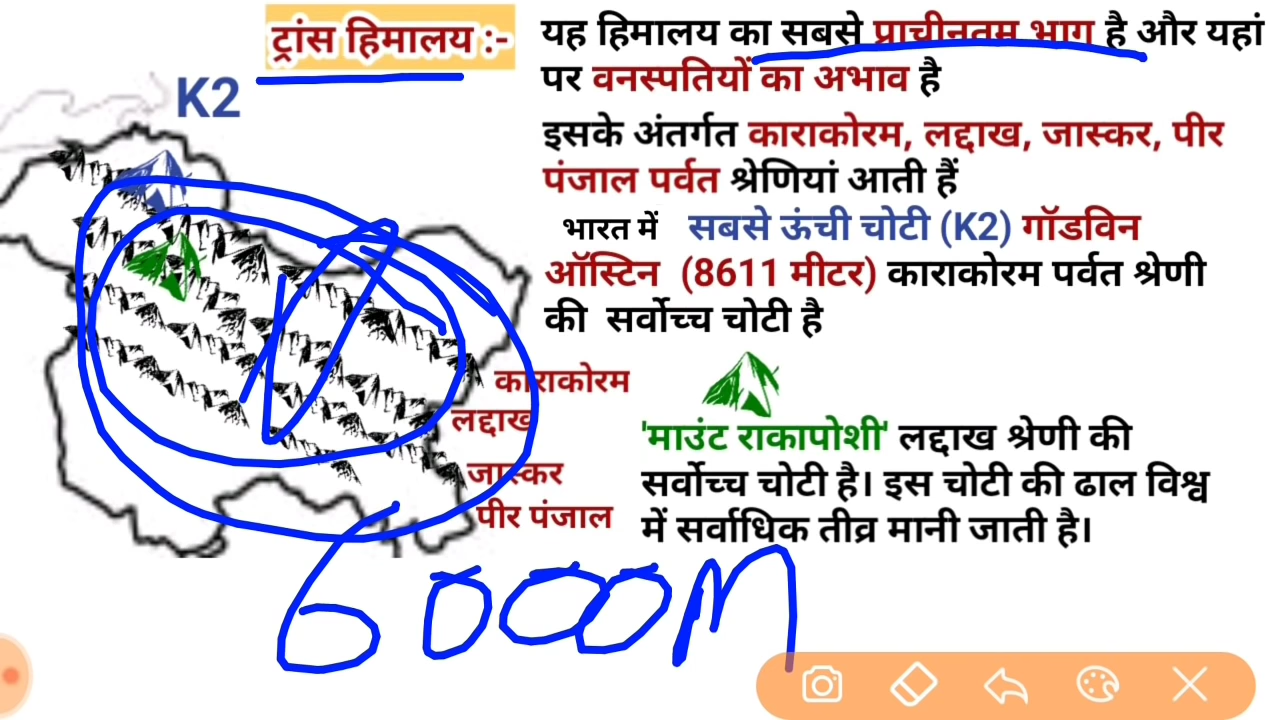 ट्रांस हिमालय :-
यह हिमालय का सबसे प्राचीनतम भाग है और यहां
पर वनस्पतियों का अभाव है
K2
इसके अंतर्गत काराकोरम, लद्दाख, जास्कर, पीर
पंजाल पर्वत श्रेणियां आती हैं
भारत में सबसे ऊंची चोटी (K2) गॉडविन
ऑस्टिन (8611 मीटर) काराकोरम पर्वत श्रेणी
की सर्वोच्च चोटी है
काराकोरम
लद्दाख
जास्कर
पीर पंजाल
'माउंट राकापोशी' लद्दाख श्रेणी की
सर्वोच्च चोटी है। इस चोटी की ढाल विश्व
में सर्वाधिक तीव्र मानी जाती है।
6000M